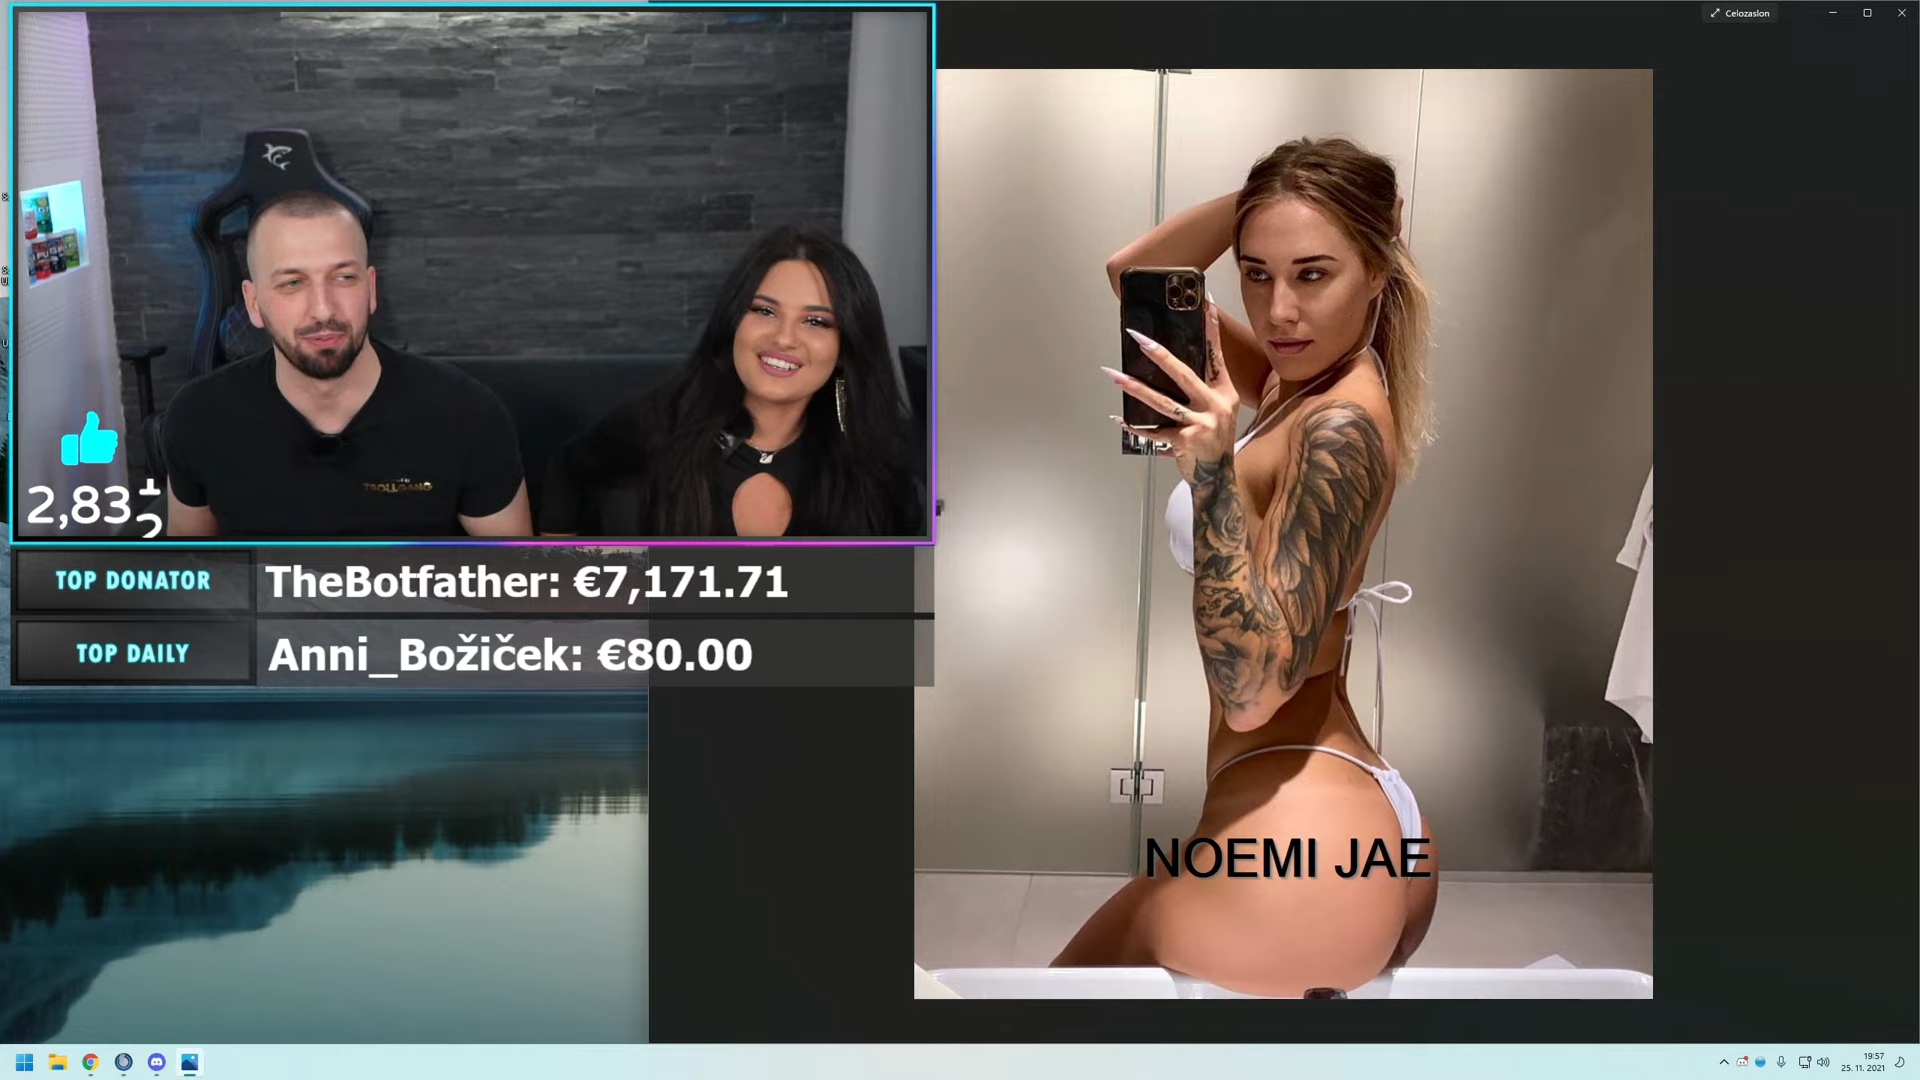 Celozaslon
TROLLGANG
2,83
TOP DONATOR
TheBotfather: €7,171.71
TOP DAILY
Anni_Božiček: €80.00
NOEMI JAE
19:57
25. 11. 2021